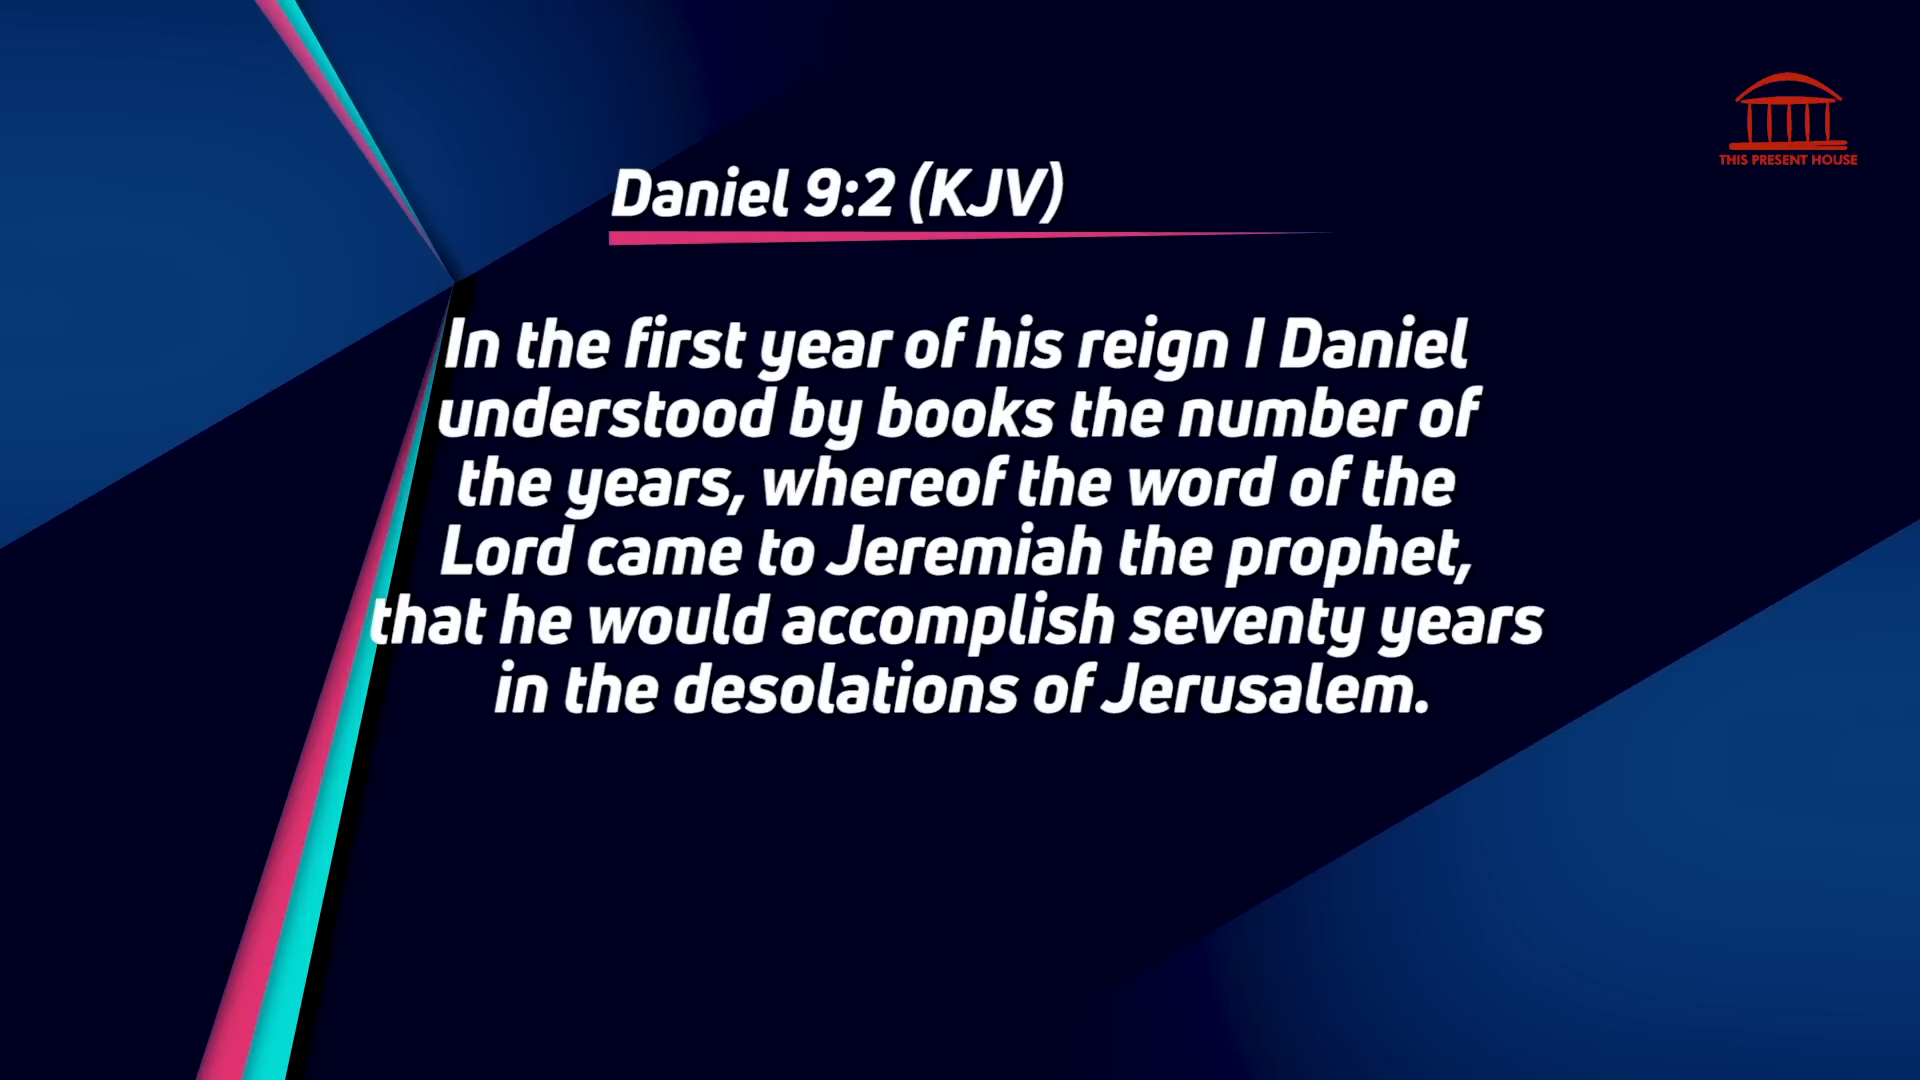 THIS PRESENT HOUSE
Daniel 9:2 (KJV)
In the first year of his reign I Daniel
understood by books the number of
the years, whereof the word of the
Lord came to Jeremiah the prophet,
that he would accomplish seventy years
in the desolations of Jerusalem.